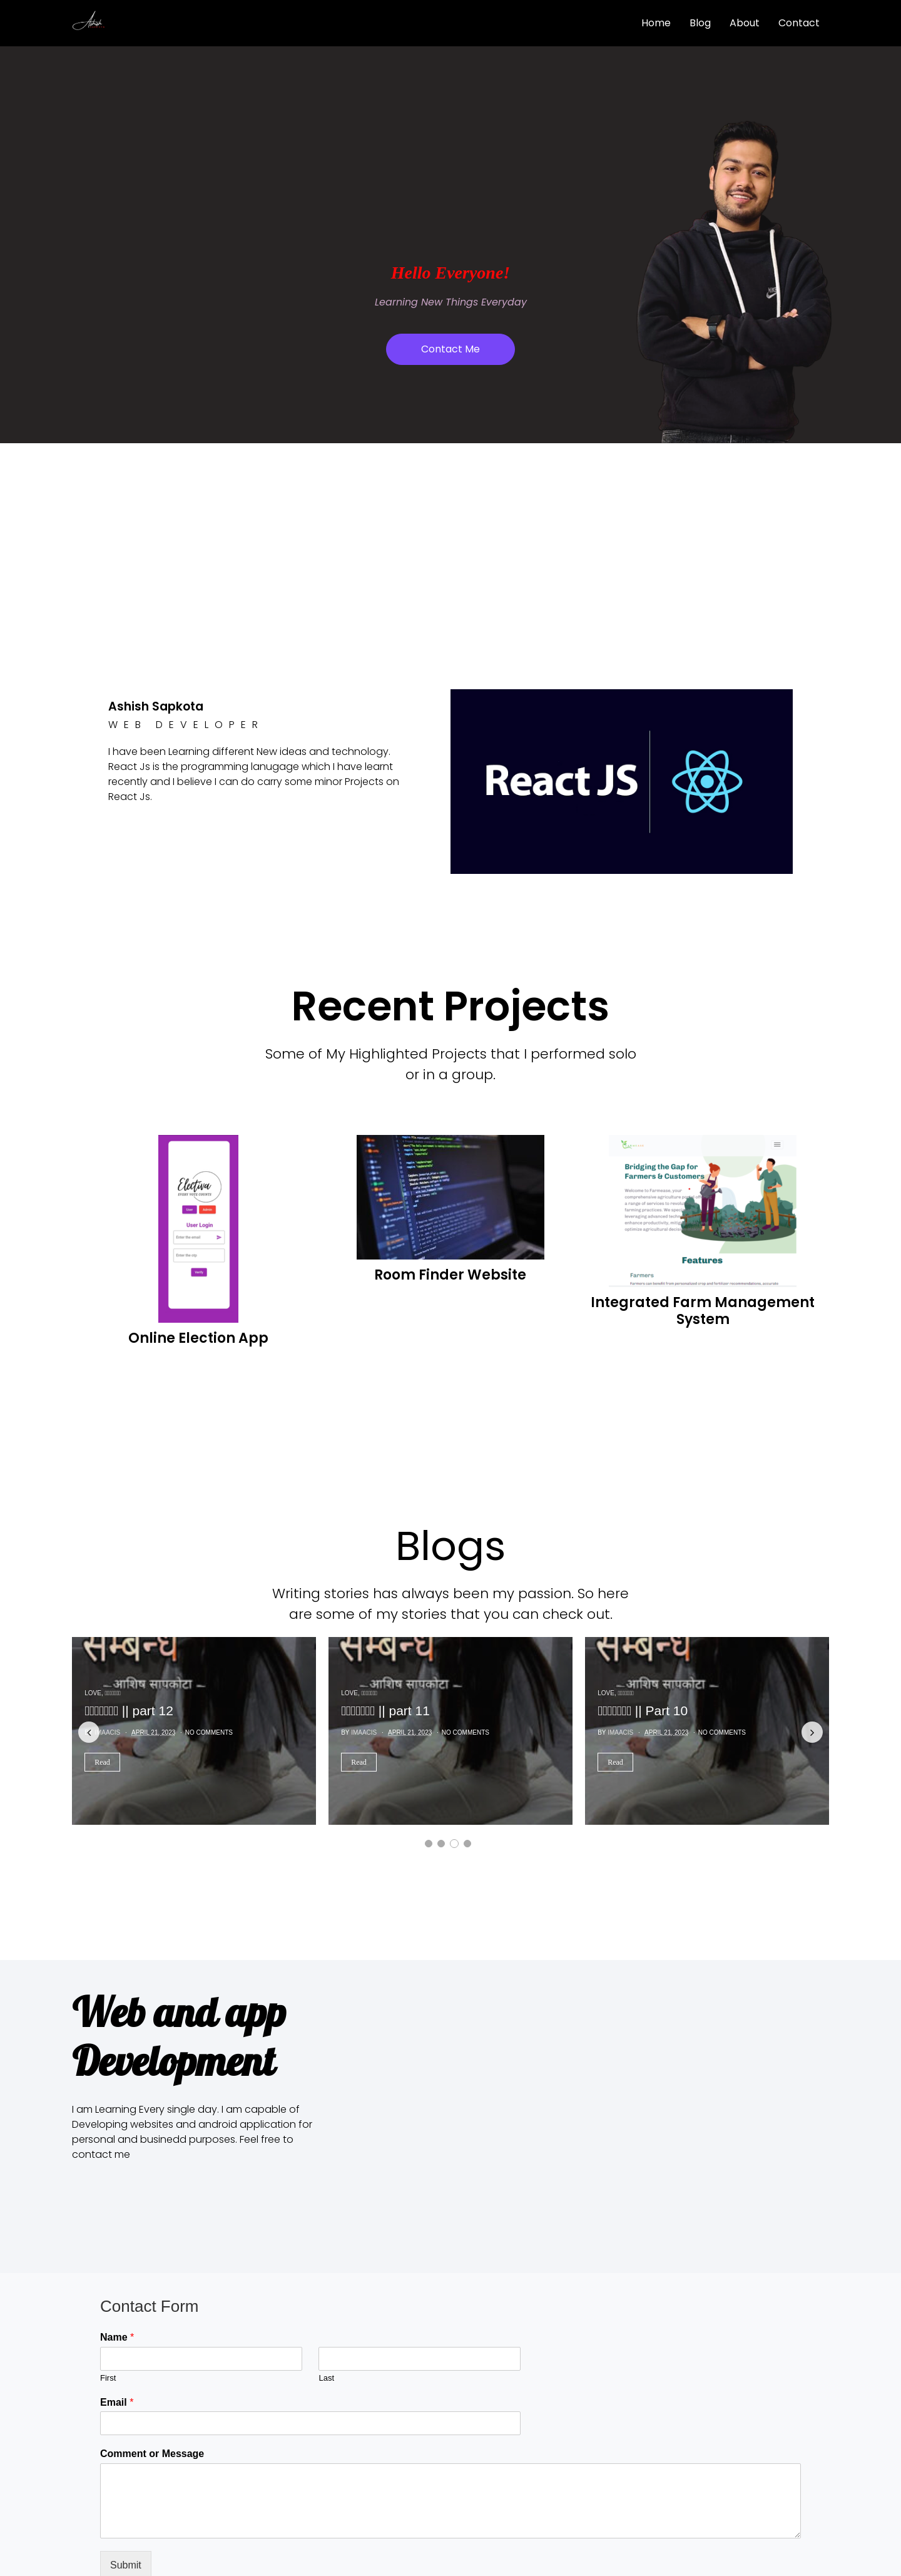 Ashish
Home Blog About Contact
Hello Everyone!
Learning New Things Everyday
Contact Me
Ashish Sapkota
WEB DEVELOPER
I have been Learning different New ideas and technology.
React Js is the programming lanugage which I have learnt
recently and I believe I can do carry some minor Projects on
React Js.
React JS
Recent Projects
Some of My Highlighted Projects that I performed solo
or in a group.
Electiva
User Admin
User Login
Enter the email
Enter the otp
Verify
Online Election App
Room Finder Website
Bridging the Gap for
Farmers & Customers
Features
Farmers
Integrated Farm Management
System
Blogs
Writing stories has always been my passion. So here
are some of my stories that you can check out.
सम्बन्ध
~आशिष सापकोटा~
LOVE,
|| part 12
IMAACIS · APRIL 21, 2023 NO COMMENTS
Read
सम्बन्ध
~आशिष सापकोटा~
LOVE,
|| part 11
BY IMAACIS · APRIL 21, 2023 NO COMMENTS
Read
सम्बन्ध
~आशिष सापकोटा~
LOVE,
|| Part 10
BY IMAACIS · APRIL 21, 2023 NO COMMENTS
Read
Web and app
Development
I am Learning Every single day. I am capable of
Developing websites and android application for
personal and businedd purposes. Feel free to
contact me
Contact Form
Name *
First Last
Email *
Comment or Message
Submit